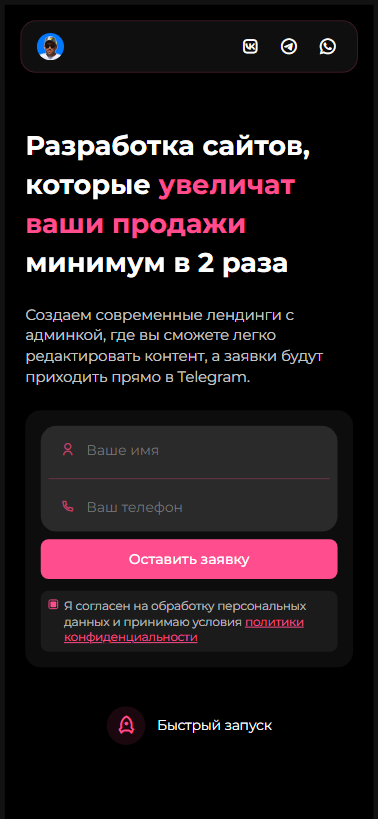 Разработка сайтов,
которые увеличат
ваши продажи
минимум в 2 раза
Создаем современные лендинги с
админкой, где вы сможете легко
редактировать контент, а заявки будут
приходить прямо в Telegram.
Ваше имя
Ваш телефон
Оставить заявку
Я согласен на обработку персональных
данных и принимаю условия политики
конфиденциальности
Быстрый запуск